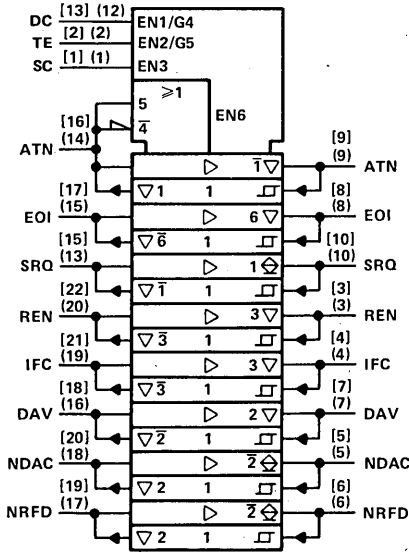 DC [13] (12) EN1/G4
TE [2] (2) EN2/G5
SC [1] (1) EN3
≥1
5 EN6
[16] 4̅
ATN (14) [9]
▷ 1̅▽ (9) ATN
[17] ▽1 1 [8]
EOI (15) ▷ 6▽ (8) EOI
[15] ▽6̅ 1 [10]
SRQ (13) ▷ 1 (10) SRQ
[22] ▽1̅ 1 [3]
REN (20) ▷ 3▽ (3) REN
[21] ▽3̅ 1 [4]
IFC (19) ▷ 3▽ (4) IFC
[18] ▽3̅ 1 [7]
DAV (16) ▷ 2▽ (7) DAV
[20] ▽2̅ 1 [5]
NDAC (18) ▷ 2̅ (5) NDAC
[19] ▽2 1 [6]
NRFD (17) ▷ 2̅ (6) NRFD
▽2 1